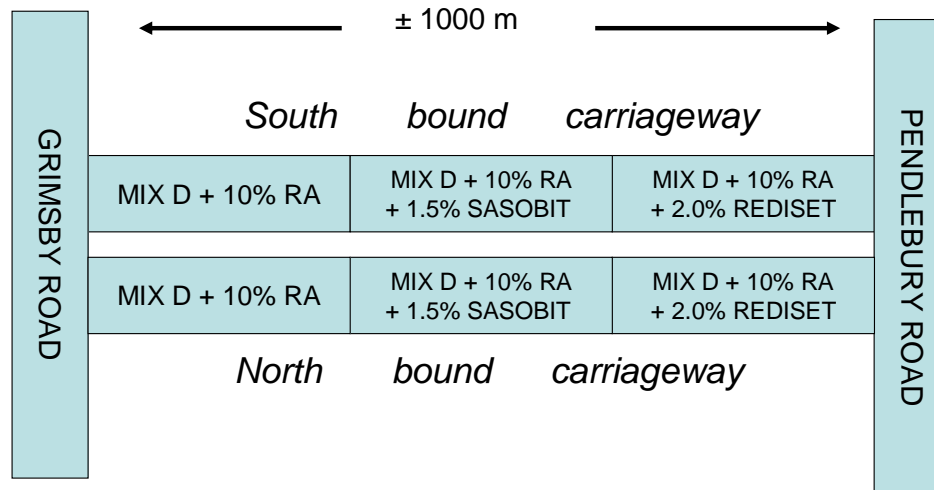 ± 1000 m
South bound carriageway
GRIMSBY ROAD
PENDLEBURY ROAD
MIX D + 10% RA
MIX D + 10% RA
+ 1.5% SASOBIT
MIX D + 10% RA
+ 2.0% REDISET
MIX D + 10% RA
MIX D + 10% RA
+ 1.5% SASOBIT
MIX D + 10% RA
+ 2.0% REDISET
North bound carriageway